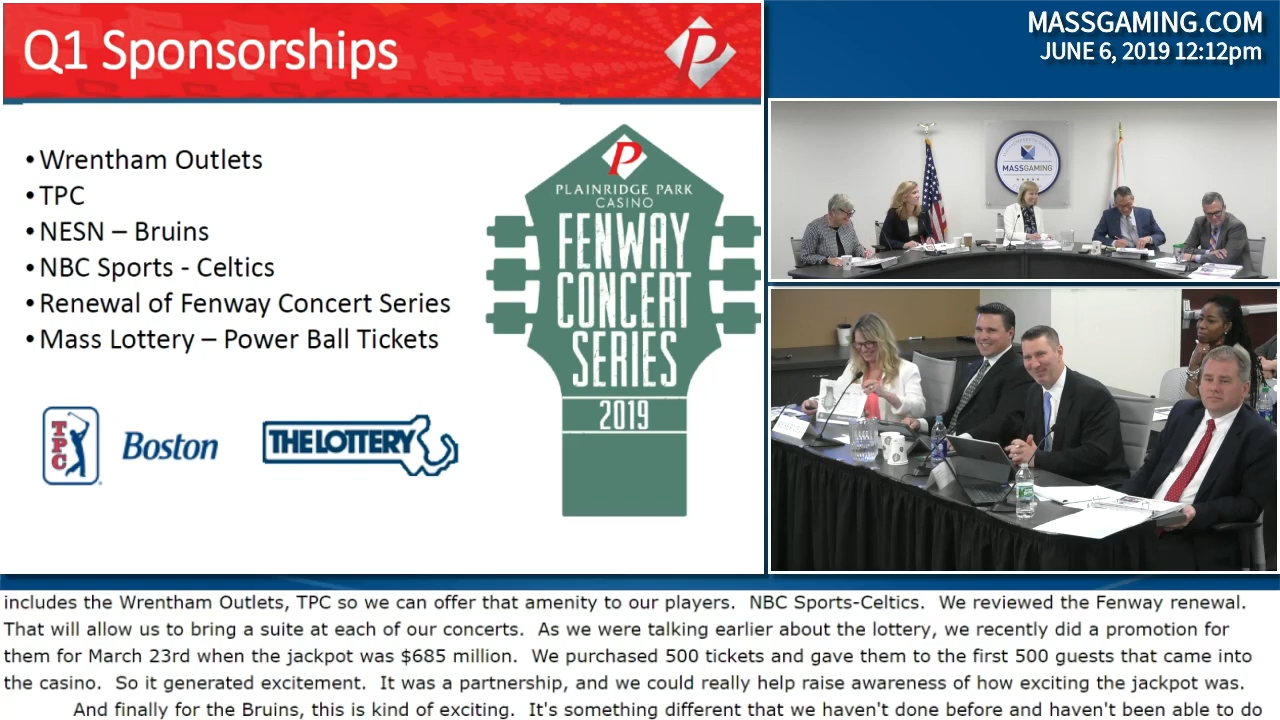 Q1 Sponsorships
• Wrentham Outlets
• TPC
• NESN – Bruins
• NBC Sports - Celtics
• Renewal of Fenway Concert Series
• Mass Lottery – Power Ball Tickets
TPC
Boston
THE LOTTERY
P
PLAINRIDGE PARK
CASINO
FENWAY
CONCERT
SERIES
2019
MASSGAMING.COM
JUNE 6, 2019 12:12pm
MASSGAMING
includes the Wrentham Outlets, TPC so we can offer that amenity to our players.  NBC Sports-Celtics.  We reviewed the Fenway renewal.
That will allow us to bring a suite at each of our concerts.  As we were talking earlier about the lottery, we recently did a promotion for
them for March 23rd when the jackpot was $685 million.  We purchased 500 tickets and gave them to the first 500 guests that came into
the casino.  So it generated excitement.  It was a partnership, and we could really help raise awareness of how exciting the jackpot was.
And finally for the Bruins, this is kind of exciting.  It's something different that we haven't done before and haven't been able to do